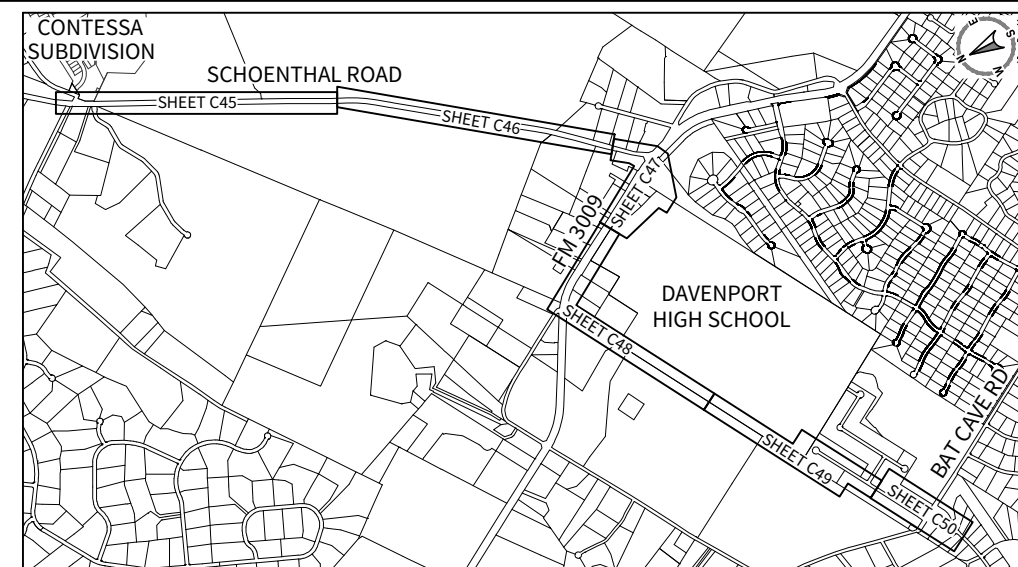 CONTESSA
SUBDIVISION
SCHOENTHAL ROAD
SHEET C45
SHEET C46
SHEET C47
FM 3009
DAVENPORT
HIGH SCHOOL
SHEET C48
SHEET C49
SHEET C50
BAT CAVE RD
E
S
N
W